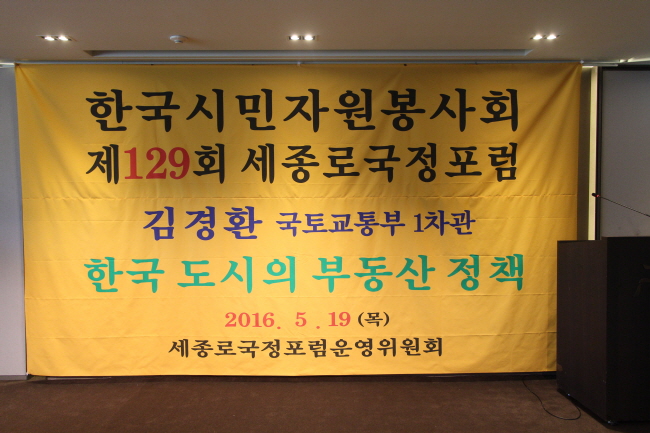 한국시민자원봉사회
제129회 세종로국정포럼
김경환 국토교통부 1차관
한국 도시의 부동산 정책
2016. 5. 19 (목)
세종로국정포럼운영위원회